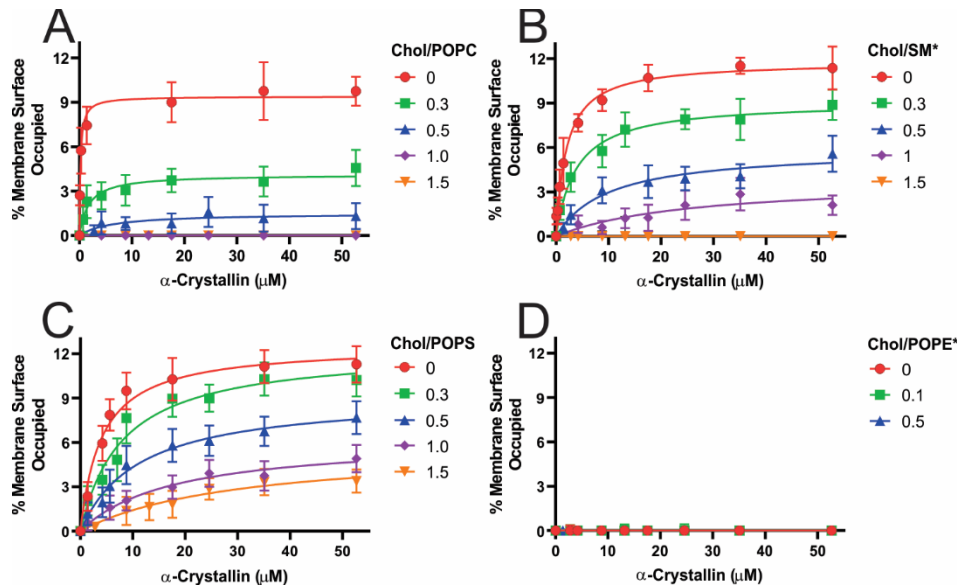 A
% Membrane Surface
Occupied
12
9
6
3
0
0 10 20 30 40 50
α-Crystallin (μM)
Chol/POPC
0
0.3
0.5
1.0
1.5
B
% Membrane Surface
Occupied
12
9
6
3
0
0 10 20 30 40 50
α-Crystallin (μM)
Chol/SM*
0
0.3
0.5
1
1.5
C
% Membrane Surface
Occupied
12
9
6
3
0
0 10 20 30 40 50
α-Crystallin (μM)
Chol/POPS
0
0.3
0.5
1.0
1.5
D
% Membrane Surface
Occupied
12
9
6
3
0
0 10 20 30 40 50
α-Crystallin (μM)
Chol/POPE*
0
0.1
0.5